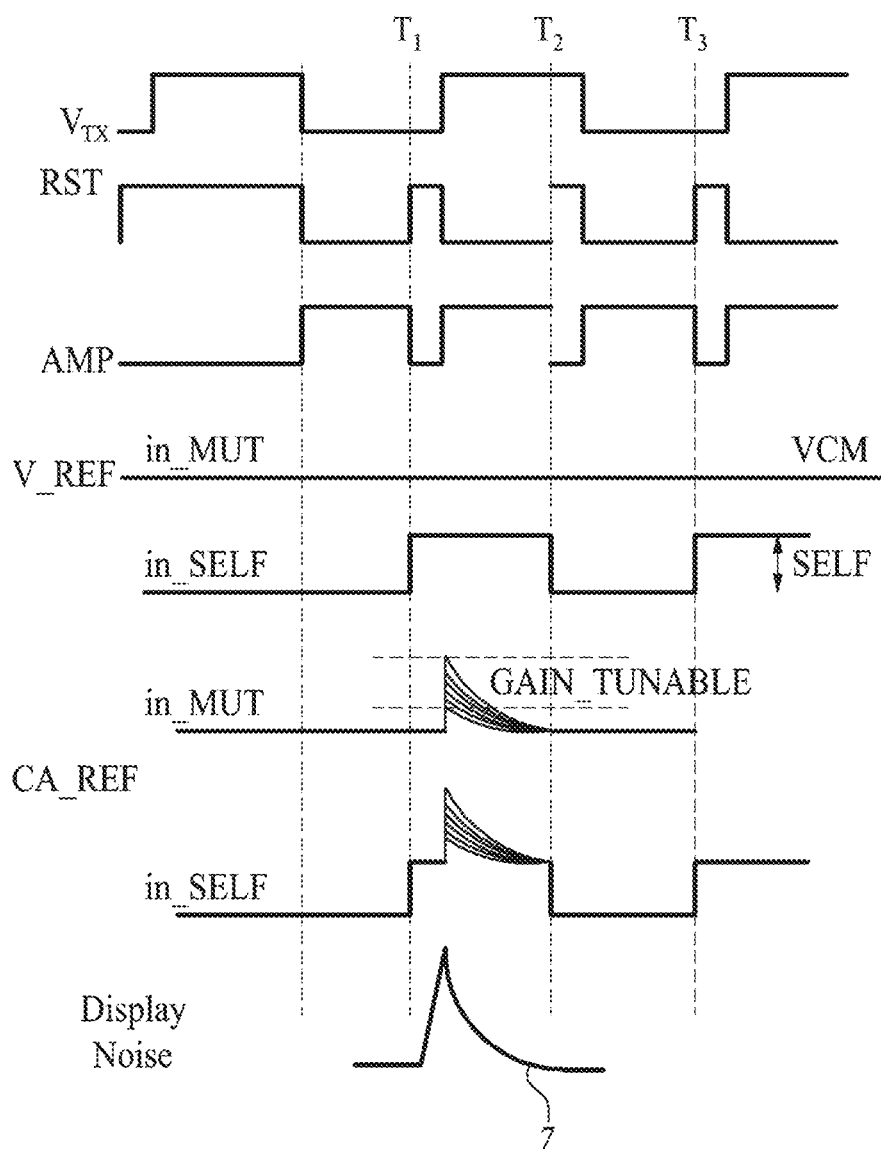 T1 T2 T3
VTX
RST
AMP
in_MUT VCM
V_REF
in_SELF SELF
GAIN_TUNABLE
in_MUT
CA_REF
in_SELF
Display
Noise
7